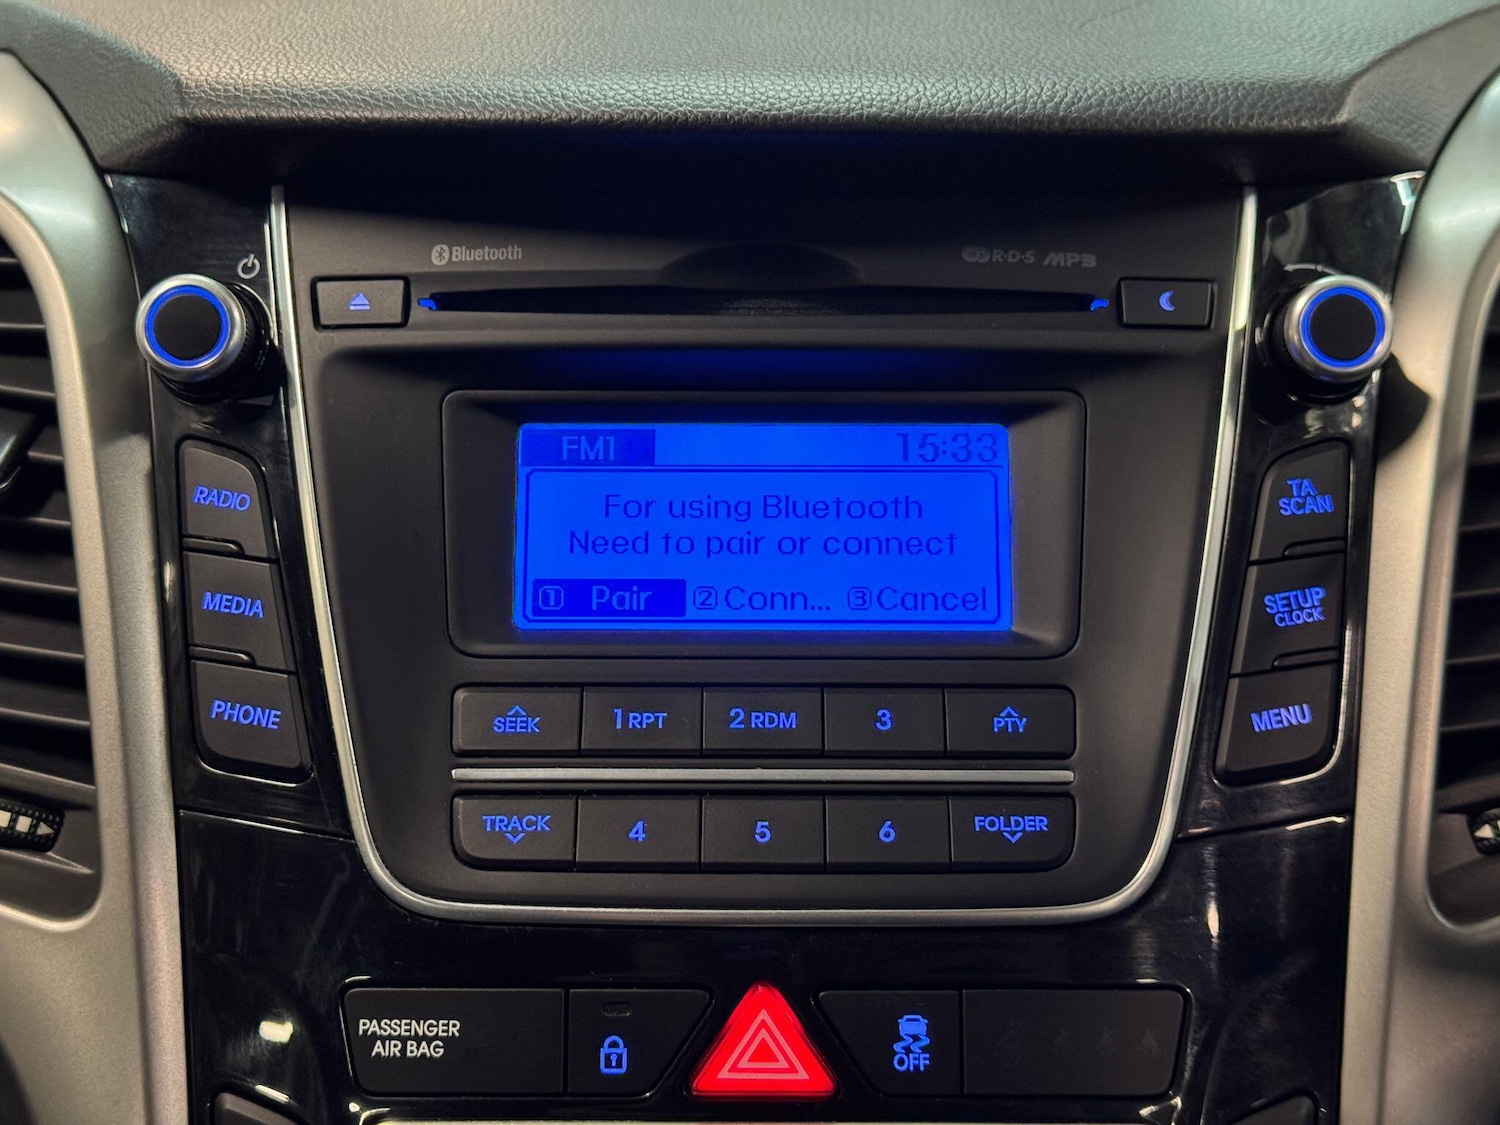 Bluetooth
R·D·S MP3
FM1 15:33
For using Bluetooth
Need to pair or connect
1 Pair 2 Conn... 3 Cancel
RADIO
MEDIA
PHONE
TA
SCAN
SETUP
CLOCK
MENU
SEEK 1 RPT 2 RDM 3 PTY
TRACK 4 5 6 FOLDER
PASSENGER
AIR BAG
OFF